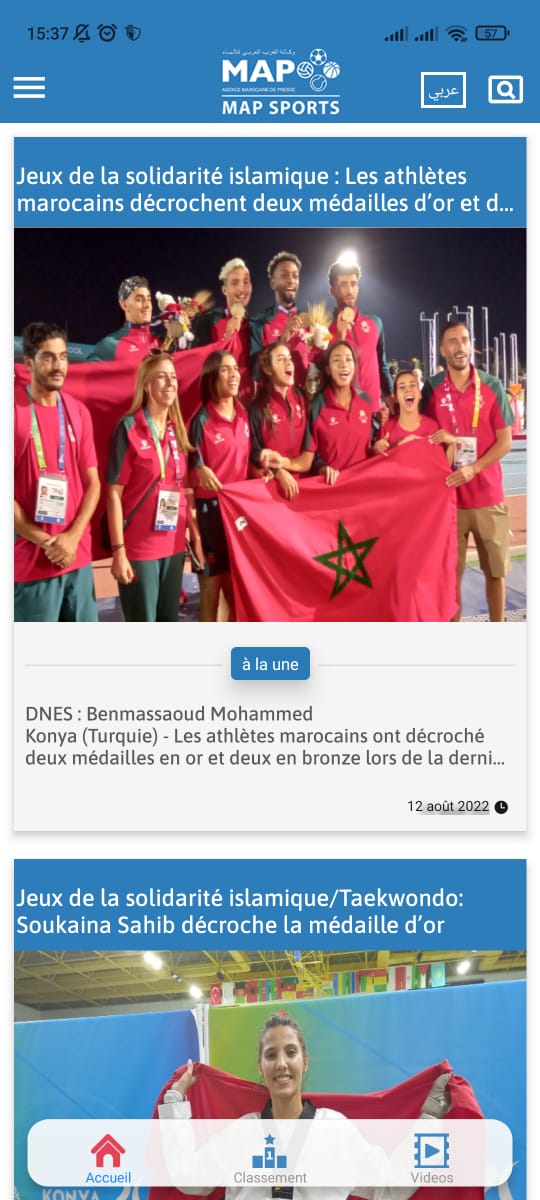 15:37
57
وكالة المغرب العربي للأنباء
MAP
AGENCE MAROCAINE DE PRESSE
MAP SPORTS
عربي
Jeux de la solidarité islamique : Les athlètes
marocains décrochent deux médailles d’or et d...
à la une
DNES : Benmassaoud Mohammed
Konya (Turquie) - Les athlètes marocains ont décroché
deux médailles en or et deux en bronze lors de la derni...
12 août 2022
Jeux de la solidarité islamique/Taekwondo:
Soukaina Sahib décroche la médaille d’or
KONYA
1
Accueil
Classement
Videos